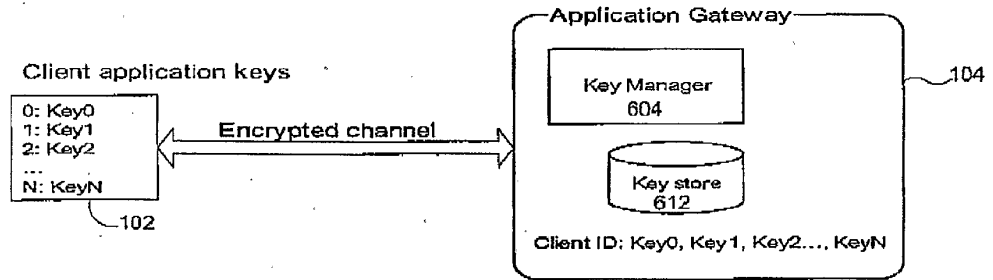 Application Gateway
104
Client application keys
Key Manager
604
0: Key0
1: Key1
2: Key2
...
N: KeyN
Encrypted channel
102
Key store
612
Client ID: Key0, Key1, Key2..., KeyN